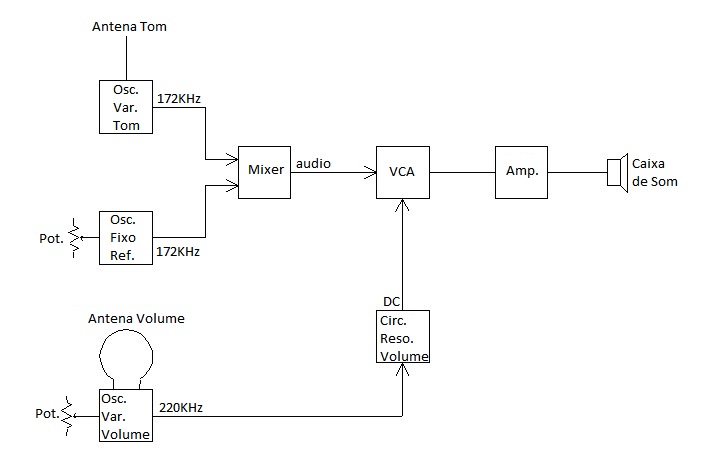 Antena Tom
Osc.
Var.
Tom
172KHz
Mixer
audio
VCA
Amp.
Caixa
de Som
Pot.
Osc.
Fixo
Ref.
172KHz
DC
Circ.
Reso.
Volume
Antena Volume
Pot.
Osc.
Var.
Volume
220KHz